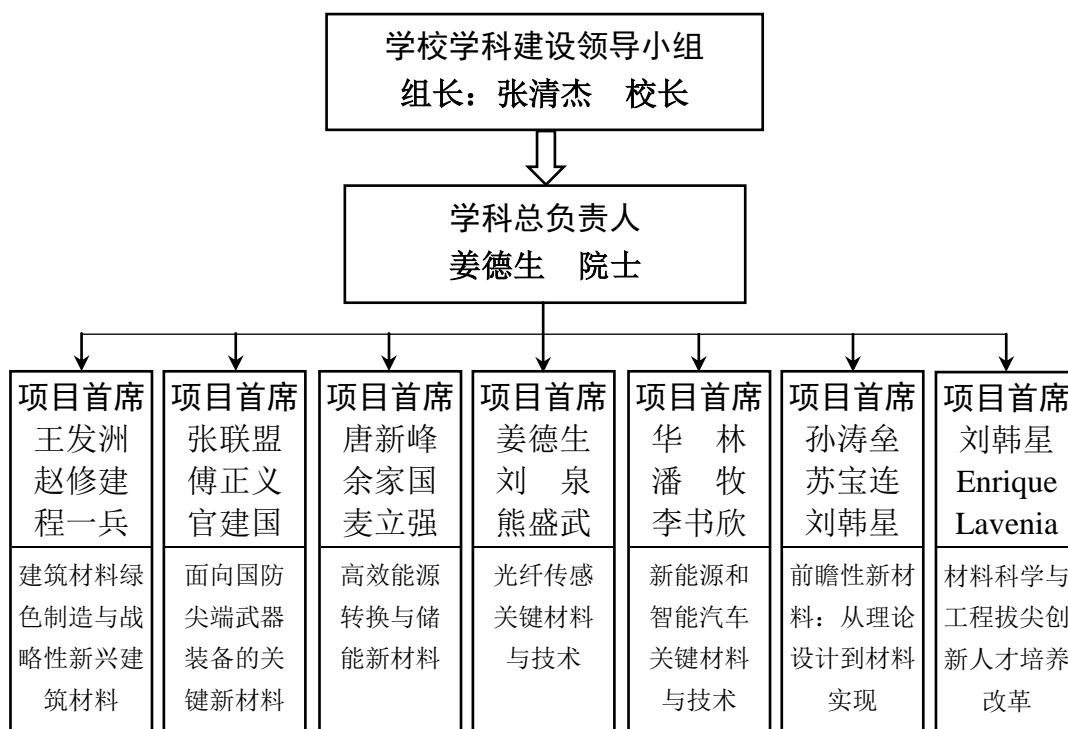 学校学科建设领导小组
组长：张清杰　校长
学科总负责人
姜德生　院士
项目首席
王发洲
赵修建
程一兵
建筑材料绿
色制造与战
略性新兴建
筑材料
项目首席
张联盟
傅正义
官建国
面向国防
尖端武器
装备的关
键新材料
项目首席
唐新峰
余家国
麦立强
高效能源
转换与储
能新材料
项目首席
姜德生
刘　泉
熊盛武
光纤传感
关键材料
与技术
项目首席
华　林
潘　牧
李书欣
新能源和
智能汽车
关键材料
与技术
项目首席
孙涛垒
苏宝连
刘韩星
前瞻性新材
料：从理论
设计到材料
实现
项目首席
刘韩星
Enrique
Lavenia
材料科学与
工程拔尖创
新人才培养
改革